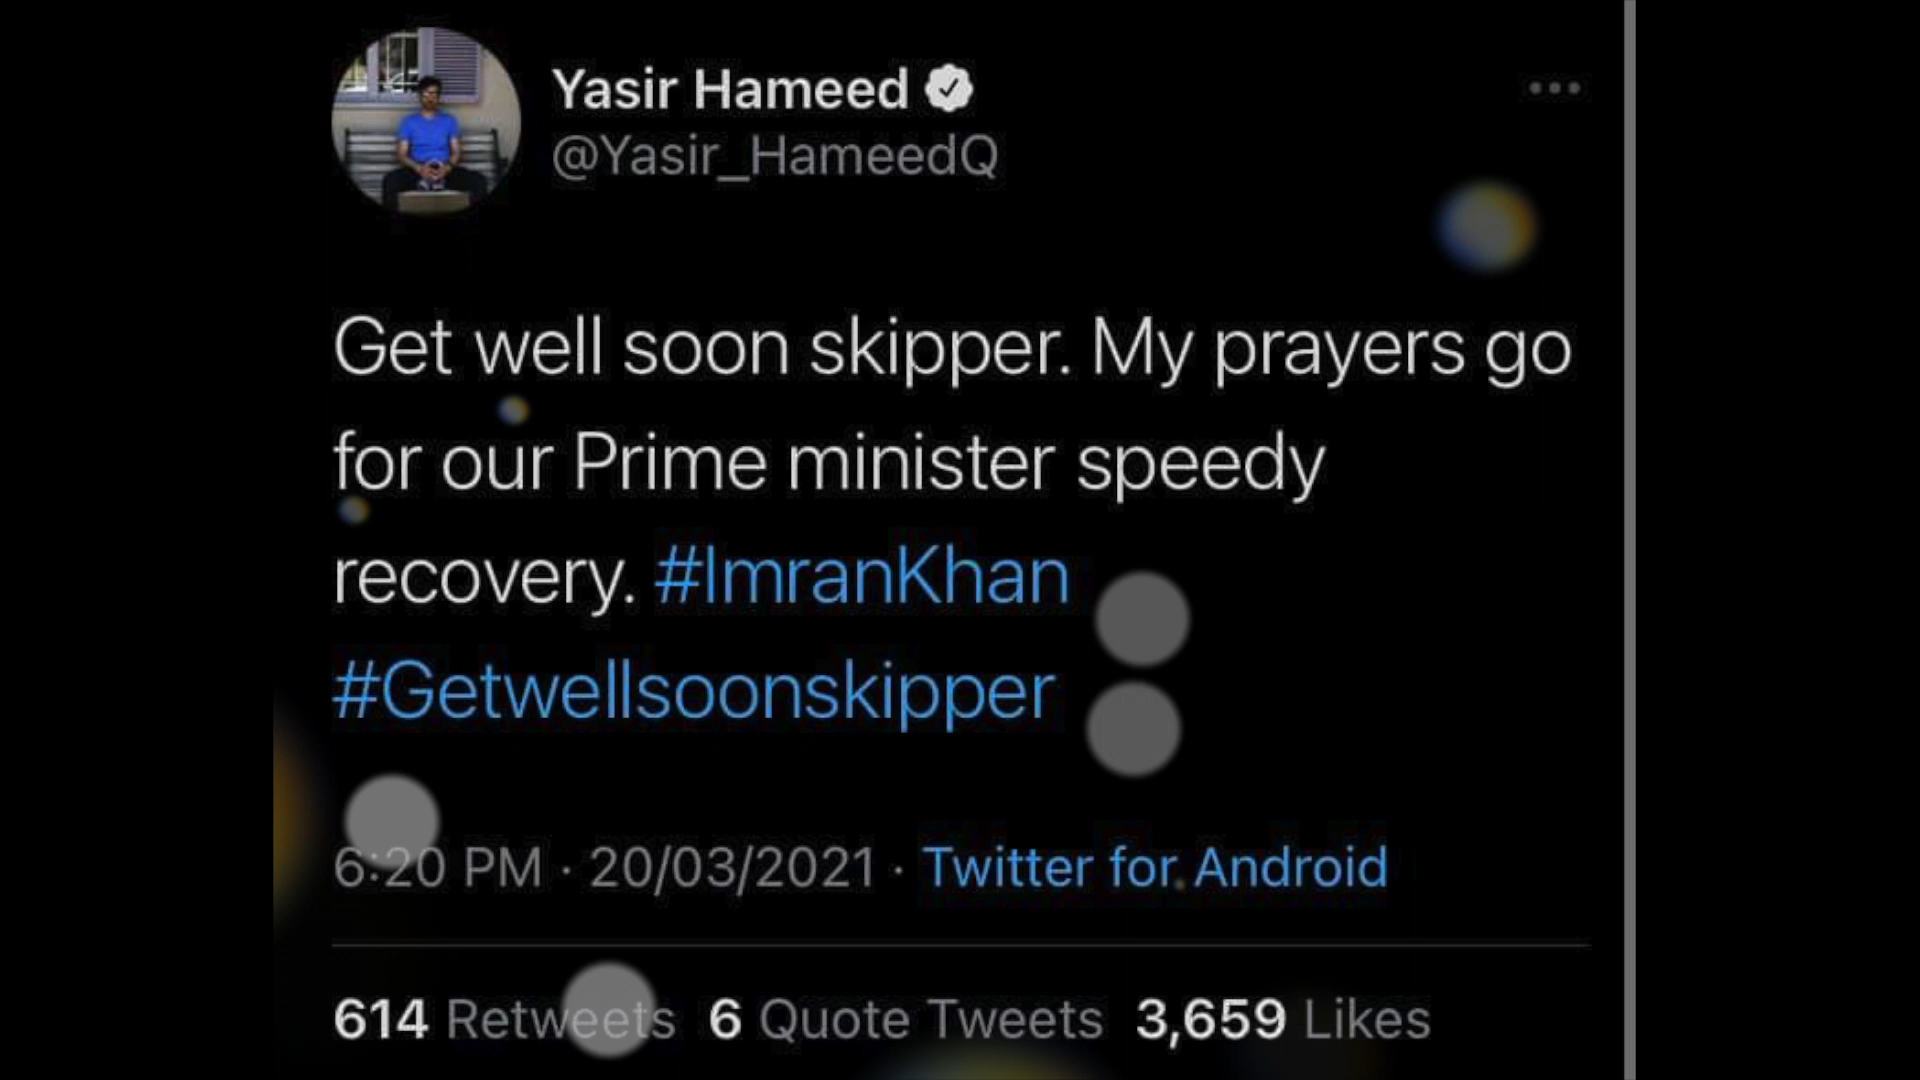 Yasir Hameed
@Yasir_HameedQ
Get well soon skipper. My prayers go
for our Prime minister speedy
recovery. #ImranKhan
#Getwellsoonskipper
6:20 PM · 20/03/2021 · Twitter for Android
614 Retweets 6 Quote Tweets 3,659 Likes